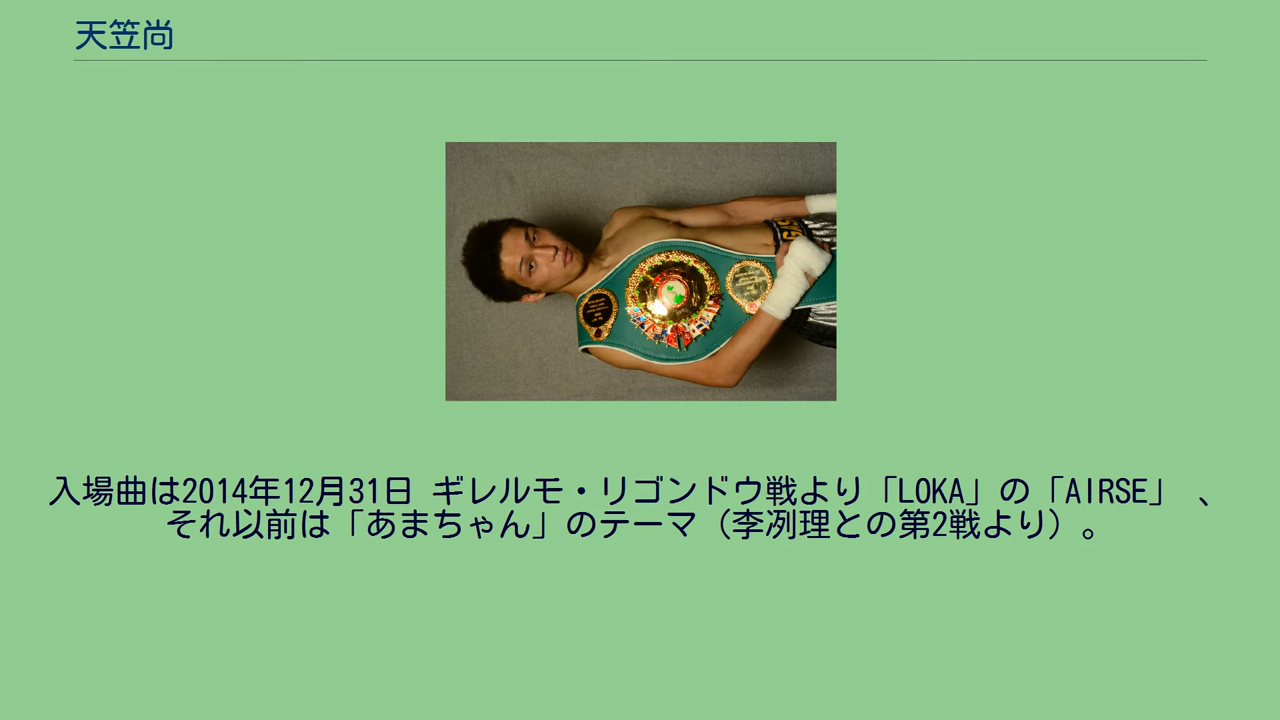 天笠尚
入場曲は2014年12月31日 ギレルモ・リゴンドウ戦より「LOKA」の「AIRSE」 、
それ以前は「あまちゃん」のテーマ（李冽理との第2戦より）。